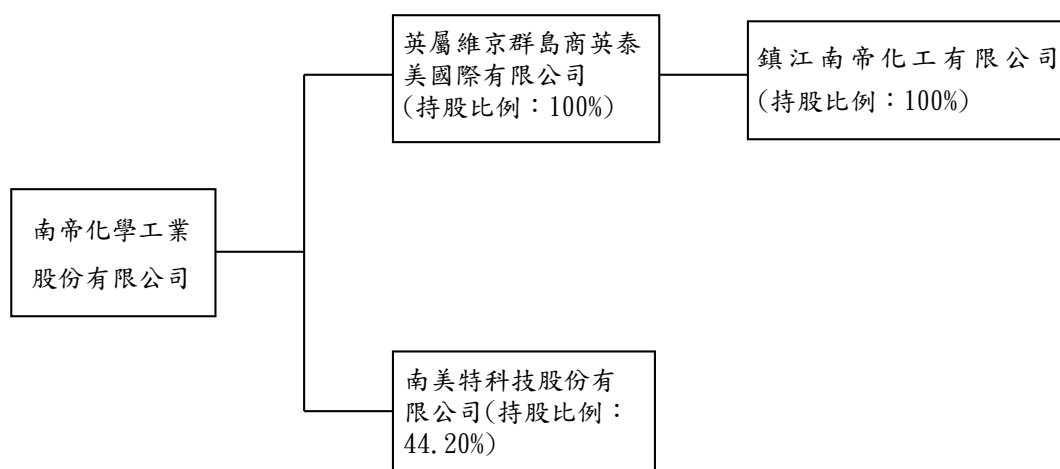 英屬維京群島商英泰
美國際有限公司
(持股比例：100%)
鎮江南帝化工有限公司
(持股比例：100%)
南帝化學工業
股份有限公司
南美特科技股份有
限公司(持股比例：
44.20%)